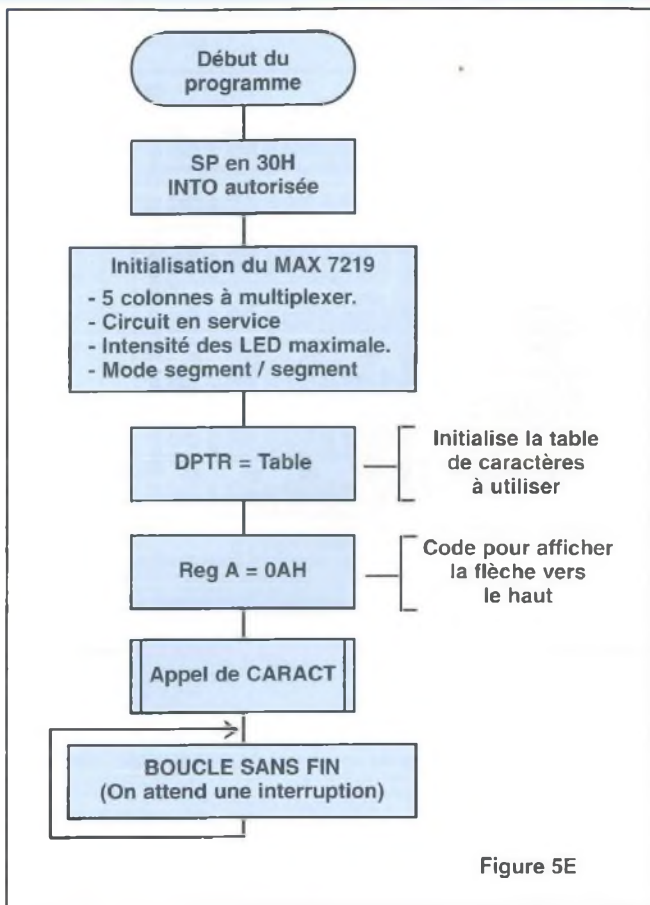 Début du
programme
SP en 30H
INTO autorisée
Initialisation du MAX 7219
- 5 colonnes à multiplexer.
- Circuit en service
- Intensité des LED maximale.
- Mode segment / segment
DPTR = Table
Initialise la table
de caractères
à utiliser
Reg A = 0AH
Code pour afficher
la flèche vers
le haut
Appel de CARACT
BOUCLE SANS FIN
(On attend une interruption)
Figure 5E